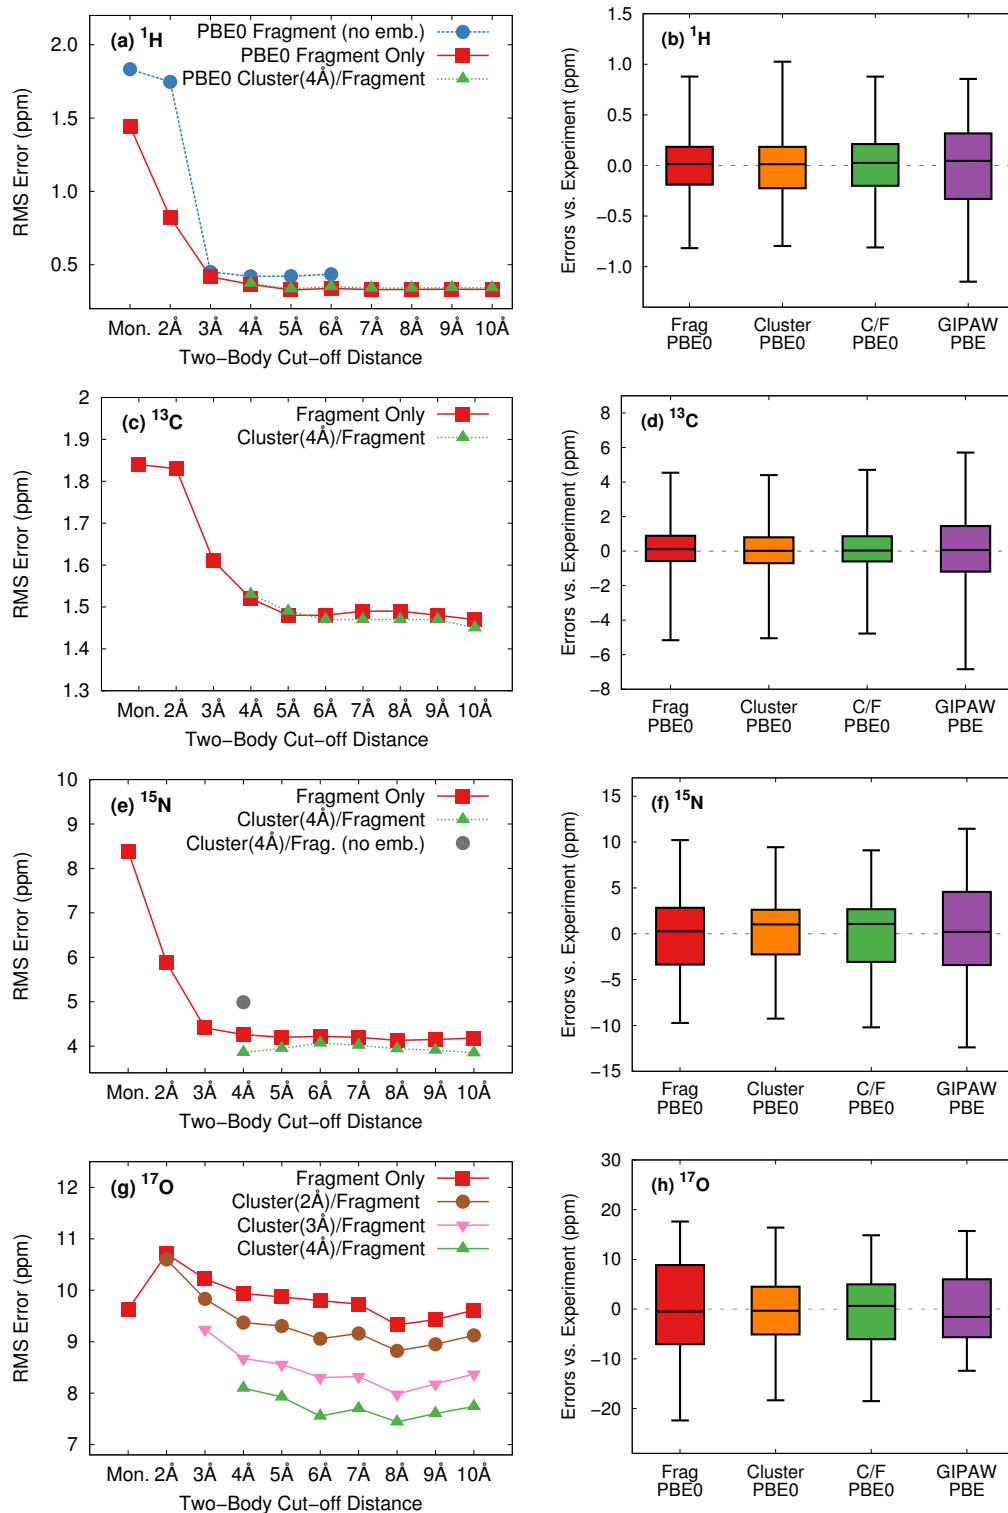 (a) ¹H
PBE0 Fragment (no emb.)
PBE0 Fragment Only
PBE0 Cluster(4Å)/Fragment
RMS Error (ppm)
2.0
1.5
1.0
0.5
Mon. 2Å 3Å 4Å 5Å 6Å 7Å 8Å 9Å 10Å
Two−Body Cut−off Distance
(b) ¹H
Errors vs. Experiment (ppm)
1.5
1.0
0.5
0.0
−0.5
−1.0
Frag Cluster C/F GIPAW
PBE0 PBE0 PBE0 PBE
(c) ¹³C
Fragment Only
Cluster(4Å)/Fragment
RMS Error (ppm)
2
1.9
1.8
1.7
1.6
1.5
1.4
1.3
Mon. 2Å 3Å 4Å 5Å 6Å 7Å 8Å 9Å 10Å
Two−Body Cut−off Distance
(d) ¹³C
Errors vs. Experiment (ppm)
8
6
4
2
0
−2
−4
−6
−8
Frag Cluster C/F GIPAW
PBE0 PBE0 PBE0 PBE
(e) ¹⁵N
Fragment Only
Cluster(4Å)/Fragment
Cluster(4Å)/Frag. (no emb.)
RMS Error (ppm)
10
9
8
7
6
5
4
Mon. 2Å 3Å 4Å 5Å 6Å 7Å 8Å 9Å 10Å
Two−Body Cut−off Distance
(f) ¹⁵N
Errors vs. Experiment (ppm)
15
10
5
0
−5
−10
−15
Frag Cluster C/F GIPAW
PBE0 PBE0 PBE0 PBE
(g) ¹⁷O
Fragment Only
Cluster(2Å)/Fragment
Cluster(3Å)/Fragment
Cluster(4Å)/Fragment
RMS Error (ppm)
12
11
10
9
8
7
Mon. 2Å 3Å 4Å 5Å 6Å 7Å 8Å 9Å 10Å
Two−Body Cut−off Distance
(h) ¹⁷O
Errors vs. Experiment (ppm)
30
20
10
0
−10
−20
Frag Cluster C/F GIPAW
PBE0 PBE0 PBE0 PBE